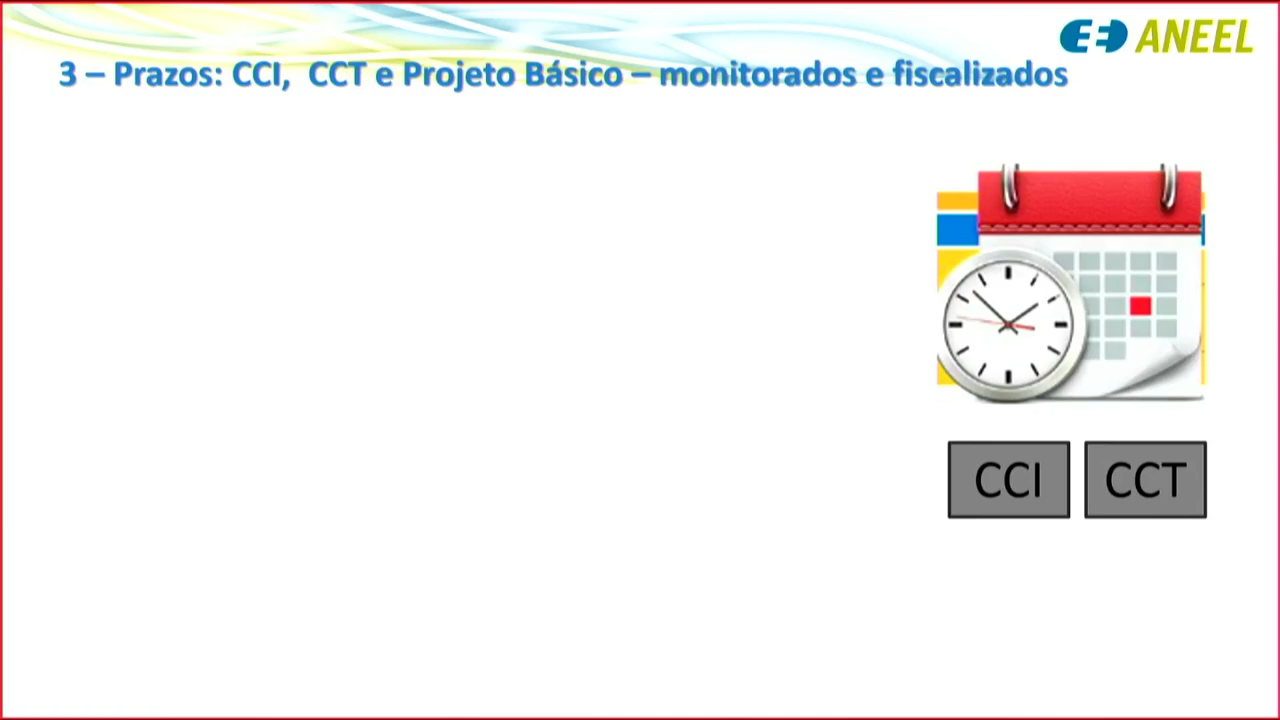 ANEEL
3 – Prazos: CCI, CCT e Projeto Básico – monitorados e fiscalizados
CCI
CCT